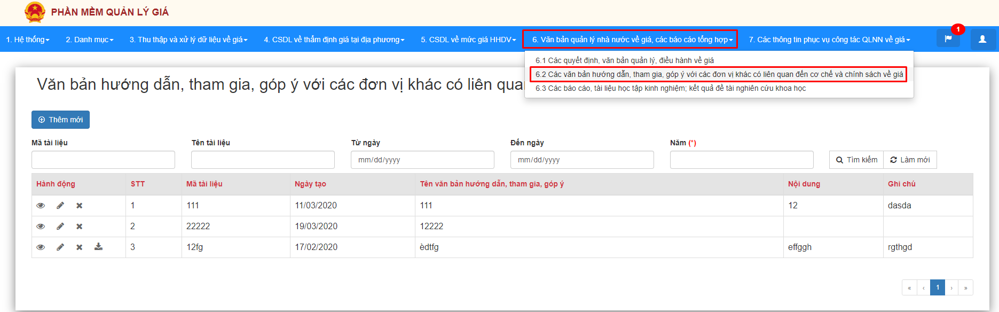 PHẦN MỀM QUẢN LÝ GIÁ
1. Hệ thống 2. Danh mục 3. Thu thập và xử lý dữ liệu về giá 4. CSDL về thẩm định giá tại địa phương 5. CSDL về mức giá HHDV 6. Văn bản quản lý nhà nước về giá, các báo cáo tổng hợp 7. Các thông tin phục vụ công tác QLNN về giá 1
6.1 Các quyết định, văn bản quản lý, điều hành về giá
6.2 Các văn bản hướng dẫn, tham gia, góp ý với các đơn vị khác có liên quan đến cơ chế và chính sách về giá
6.3 Các báo cáo, tài liệu học tập kinh nghiệm; kết quả đề tài nghiên cứu khoa học
Văn bản hướng dẫn, tham gia, góp ý với các đơn vị khác có liên quan
Thêm mới
Mã tài liệu Tên tài liệu Từ ngày Đến ngày Năm (*)
mm/dd/yyyy mm/dd/yyyy Tìm kiếm Làm mới
Hành động STT Mã tài liệu Ngày tạo Tên văn bản hướng dẫn, tham gia, góp ý Nội dung Ghi chú
1 111 11/03/2020 111 12 dasda
2 22222 19/03/2020 12222
3 12fg 17/02/2020 èdtfg effggh rgthgd
« ‹ 1 › »